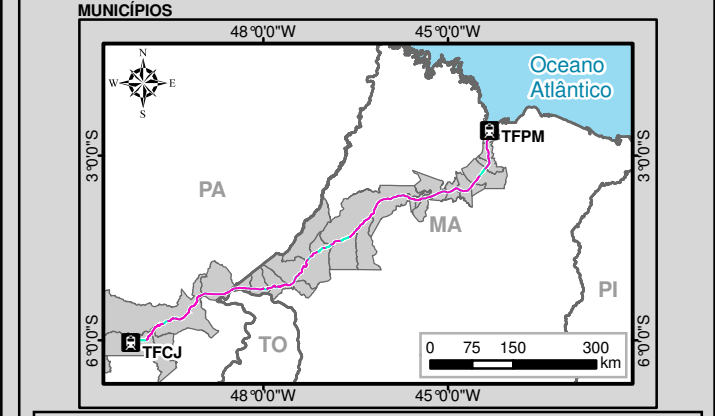 MUNICÍPIOS
48°0'0"W 45°0'0"W
N
W E
S
Oceano
Atlântico
TFPM
3°0'0"S 3°0'0"S
PA
MA
PI
6°0'0"S 6°0'0"S
TFCJ
TO
0 75 150 300
km
48°0'0"W 45°0'0"W